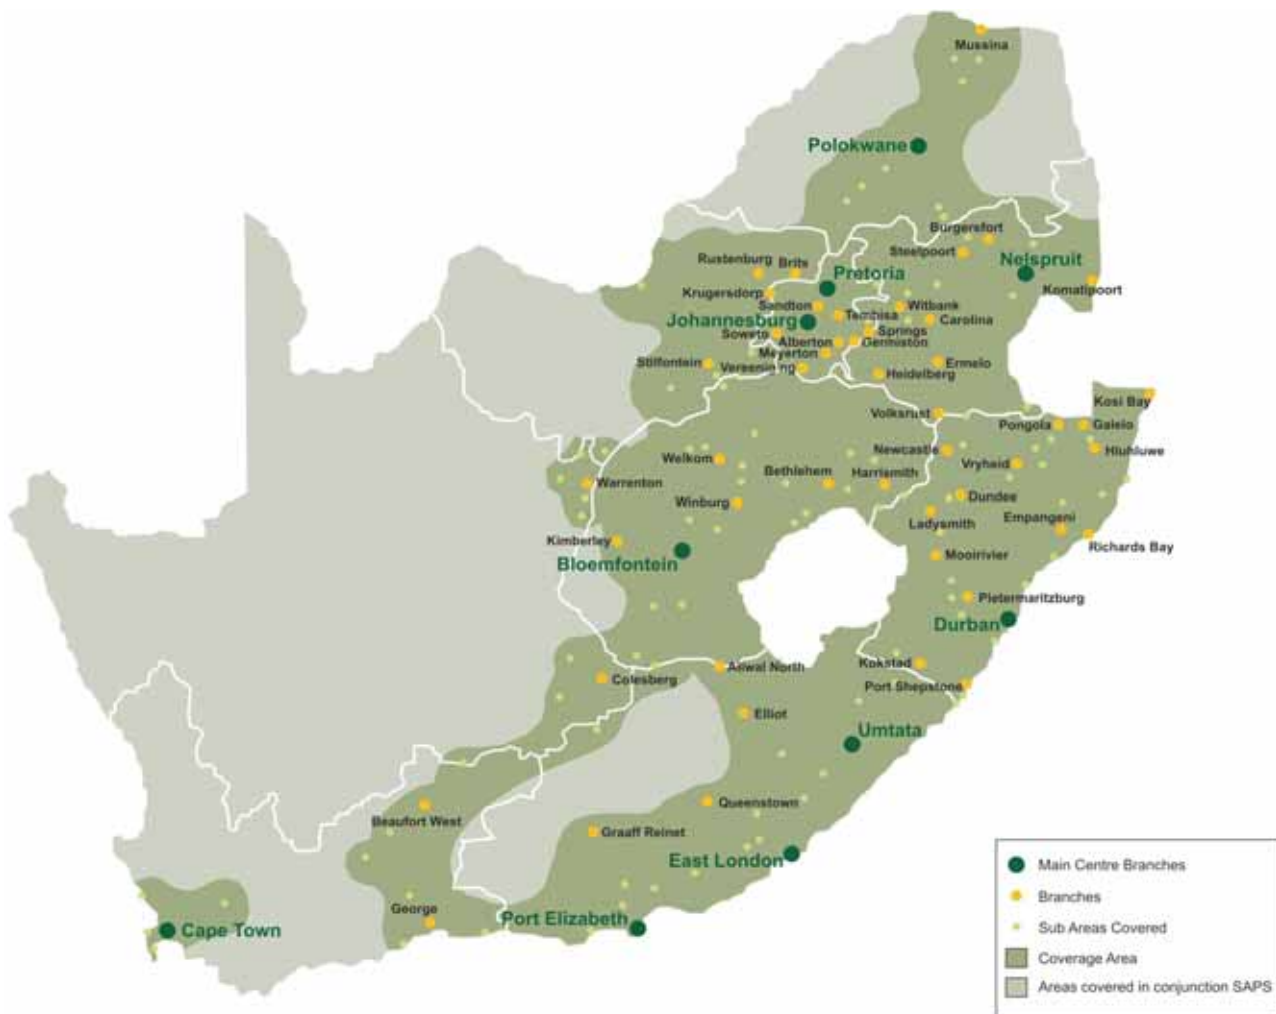 Mussina
Polokwane
Burgersfort
Steelpoort
Nelspruit
Rustenburg
Brits
Pretoria
Komatipoort
Krugersdorp
Sandton
Tembisa
Witbank
Johannesburg
Carolina
Soweto
Springs
Alberton
Germiston
Meyerton
Stilfontein
Vereeniging
Ermelo
Heidelberg
Kosi Bay
Volksrust
Pongola
Galelo
Newcastle
Hluhluwe
Welkom
Vryheid
Bethlehem
Harrismith
Warrenton
Dundee
Winburg
Ladysmith
Empangeni
Kimberley
Richards Bay
Bloemfontein
Mooirivier
Pietermaritzburg
Durban
Aliwal North
Kokstad
Colesberg
Port Shepstone
Elliot
Umtata
Queenstown
Beaufort West
Graaff Reinet
East London
George
Port Elizabeth
Cape Town
Main Centre Branches
Branches
Sub Areas Covered
Coverage Area
Areas covered in conjunction SAPS